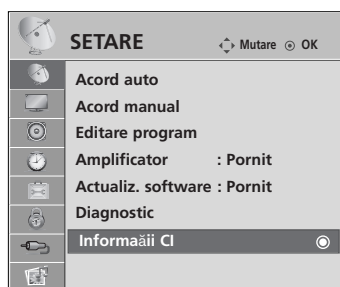 SETARE Mutare OK
Acord auto
Acord manual
Editare program
Amplificator : Pornit
Actualiz. software : Pornit
Diagnostic
Informaăii CI